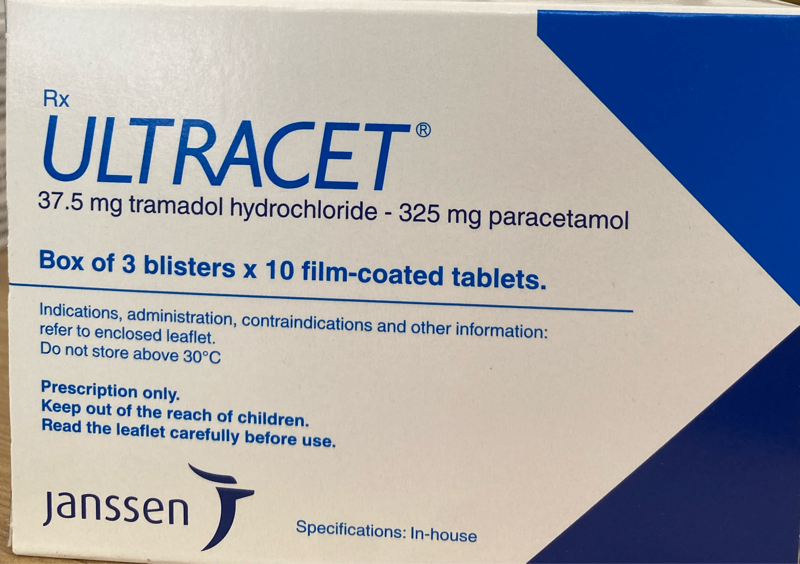 Rx
ULTRACET®
37.5 mg tramadol hydrochloride - 325 mg paracetamol
Box of 3 blisters x 10 film-coated tablets.
Indications, administration, contraindications and other information:
refer to enclosed leaflet.
Do not store above 30°C
Prescription only.
Keep out of the reach of children.
Read the leaflet carefully before use.
Janssen
Specifications: In-house